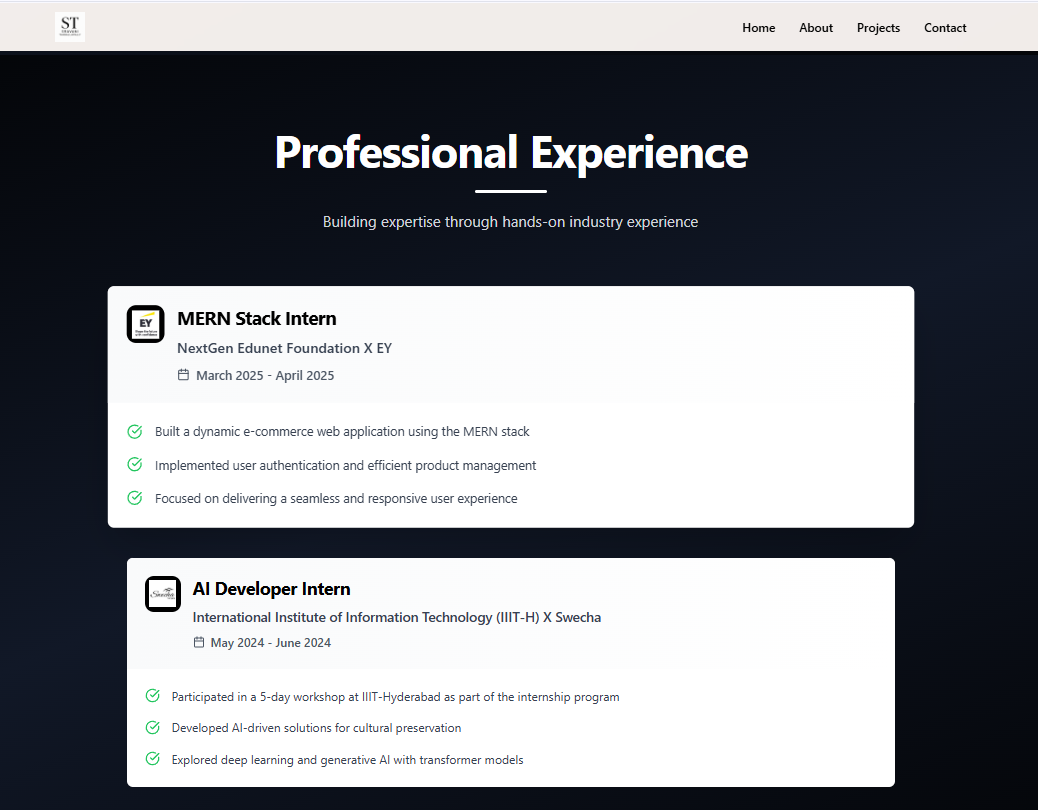 ST
Home About Projects Contact
Professional Experience
Building expertise through hands-on industry experience
EY
MERN Stack Intern
NextGen Edunet Foundation X EY
March 2025 - April 2025
Built a dynamic e-commerce web application using the MERN stack
Implemented user authentication and efficient product management
Focused on delivering a seamless and responsive user experience
Swecha
AI Developer Intern
International Institute of Information Technology (IIIT-H) X Swecha
May 2024 - June 2024
Participated in a 5-day workshop at IIIT-Hyderabad as part of the internship program
Developed AI-driven solutions for cultural preservation
Explored deep learning and generative AI with transformer models